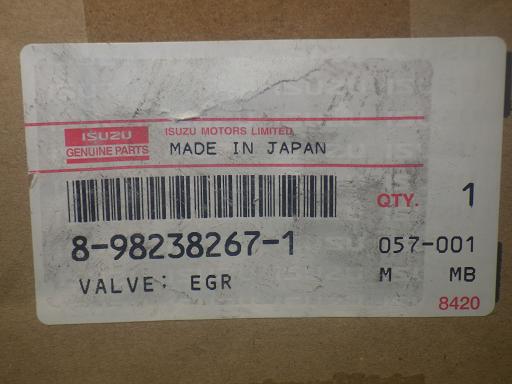 ISUZU
GENUINE PARTS
ISUZU MOTORS LIMITED
MADE IN JAPAN
QTY. 1
8-98238267-1
057-001
VALVE; EGR
M MB
8420